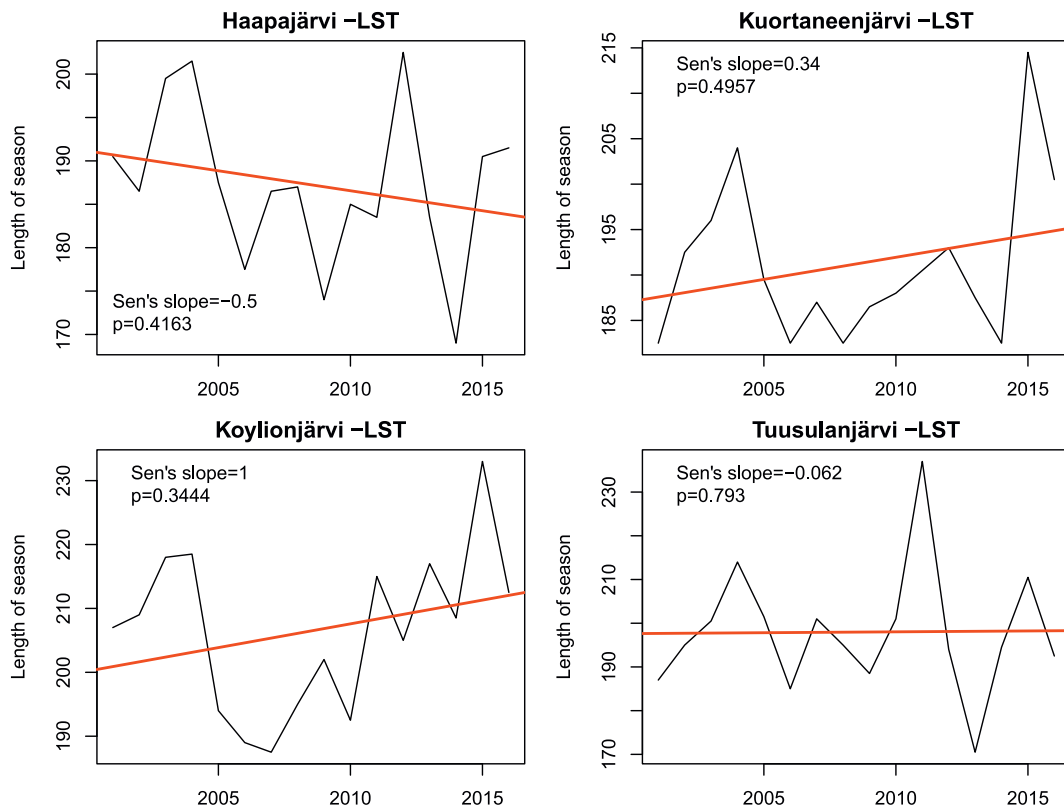 Haapajärvi −LST
Length of season
200
190
180
170
Sen's slope=−0.5
p=0.4163
2005
2010
2015
Kuortaneenjärvi −LST
Length of season
215
205
195
185
Sen's slope=0.34
p=0.4957
2005
2010
2015
Koylionjärvi −LST
Length of season
230
220
210
200
190
Sen's slope=1
p=0.3444
2005
2010
2015
Tuusulanjärvi −LST
Length of season
230
210
190
170
Sen's slope=−0.062
p=0.793
2005
2010
2015